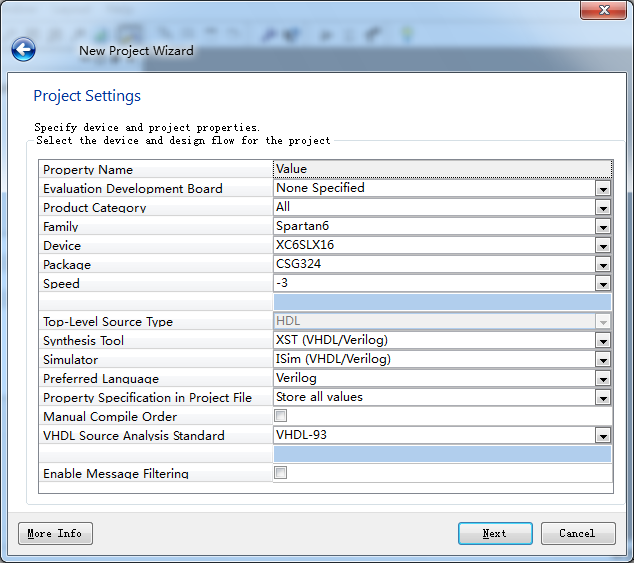 New Project Wizard
Project Settings
Specify device and project properties.
Select the device and design flow for the project
Property Name Value
Evaluation Development Board None Specified
Product Category All
Family Spartan6
Device XC6SLX16
Package CSG324
Speed -3
Top-Level Source Type HDL
Synthesis Tool XST (VHDL/Verilog)
Simulator ISim (VHDL/Verilog)
Preferred Language Verilog
Property Specification in Project File Store all values
Manual Compile Order
VHDL Source Analysis Standard VHDL-93
Enable Message Filtering
More Info Next Cancel